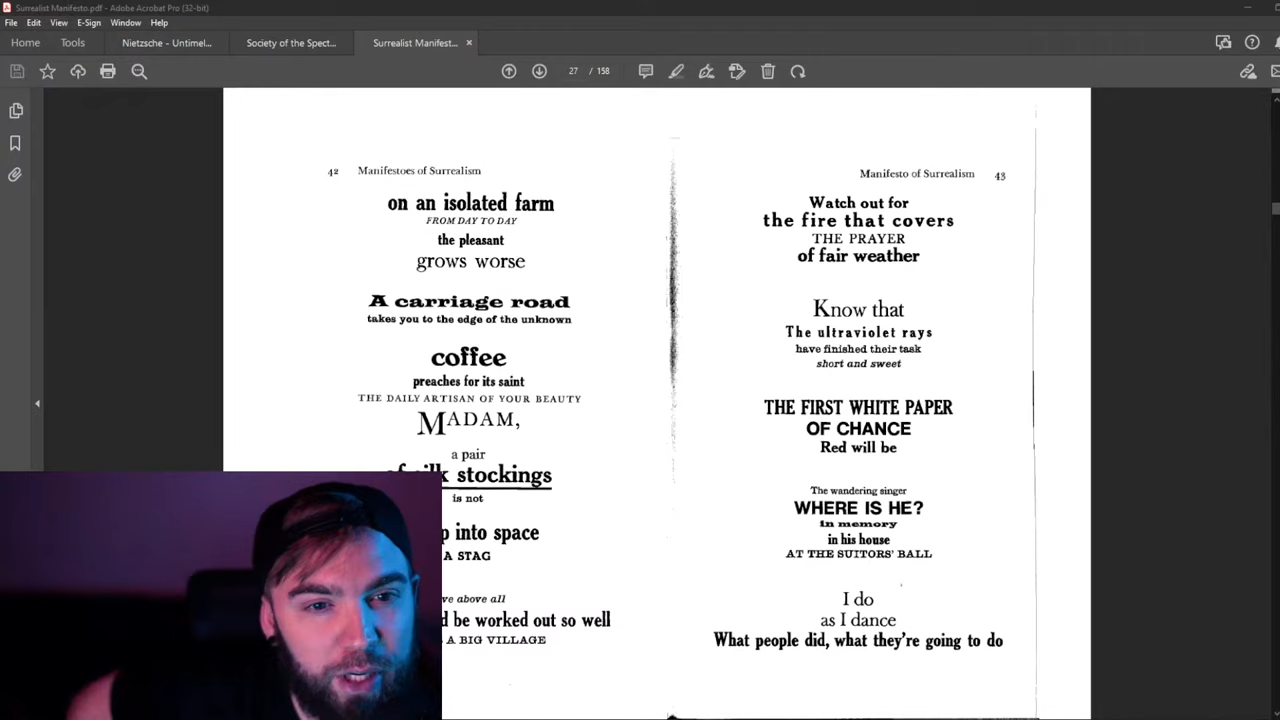 Surrealist Manifesto.pdf - Adobe Acrobat Pro (32-bit)
File Edit View E-Sign Window Help
Home Tools Nietzsche - Untimel... Society of the Spect... Surrealist Manifest... ×
27 / 158
42 Manifestoes of Surrealism
on an isolated farm
FROM DAY TO DAY
the pleasant
grows worse
A carriage road
takes you to the edge of the unknown
coffee
preaches for its saint
THE DAILY ARTISAN OF YOUR BEAUTY
MADAM,
a pair
silk stockings
is not
into space
A STAG
above all
be worked out so well
A BIG VILLAGE
Manifesto of Surrealism 43
Watch out for
the fire that covers
THE PRAYER
of fair weather
Know that
The ultraviolet rays
have finished their task
short and sweet
THE FIRST WHITE PAPER
OF CHANCE
Red will be
The wandering singer
WHERE IS HE?
in memory
in his house
AT THE SUITORS' BALL
I do
as I dance
What people did, what they're going to do